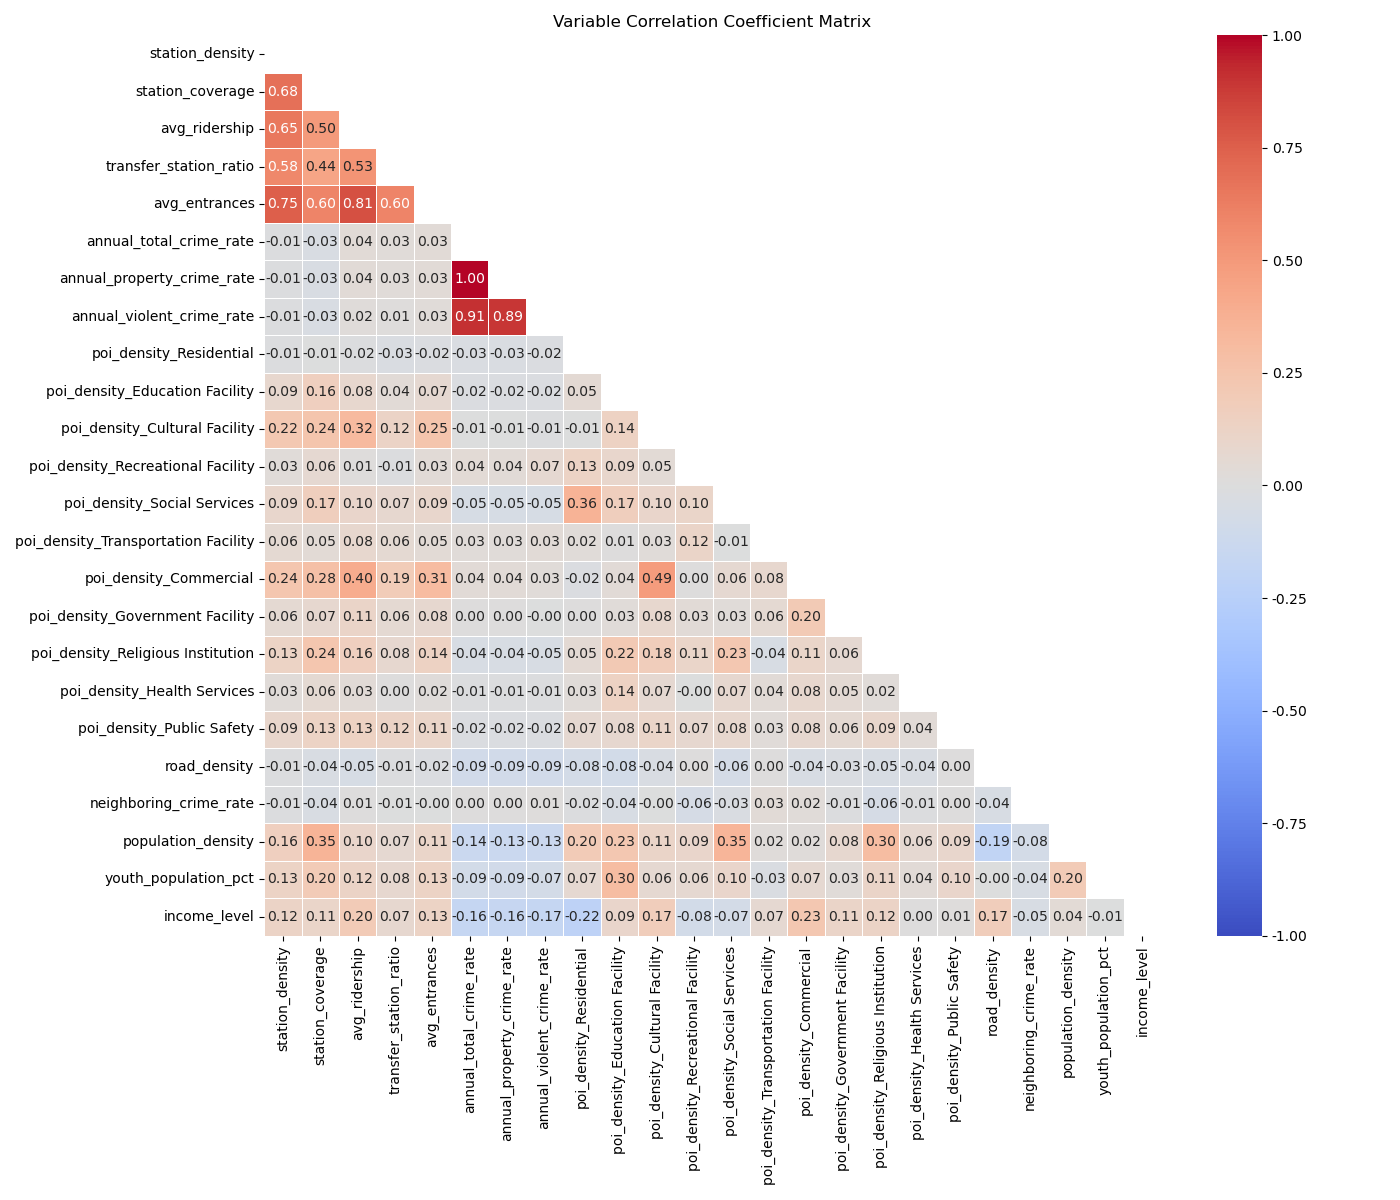 Variable Correlation Coefficient Matrix
station_density
station_coverage 0.68
avg_ridership 0.65 0.50
transfer_station_ratio 0.58 0.44 0.53
avg_entrances 0.75 0.60 0.81 0.60
annual_total_crime_rate -0.01 -0.03 0.04 0.03 0.03
annual_property_crime_rate -0.01 -0.03 0.04 0.03 0.03 1.00
annual_violent_crime_rate -0.01 -0.03 0.02 0.01 0.03 0.91 0.89
poi_density_Residential -0.01 -0.01 -0.02 -0.03 -0.02 -0.03 -0.03 -0.02
poi_density_Education Facility 0.09 0.16 0.08 0.04 0.07 -0.02 -0.02 -0.02 0.05
poi_density_Cultural Facility 0.22 0.24 0.32 0.12 0.25 -0.01 -0.01 -0.01 -0.01 0.14
poi_density_Recreational Facility 0.03 0.06 0.01 -0.01 0.03 0.04 0.04 0.07 0.13 0.09 0.05
poi_density_Social Services 0.09 0.17 0.10 0.07 0.09 -0.05 -0.05 -0.05 0.36 0.17 0.10 0.10
poi_density_Transportation Facility 0.06 0.05 0.08 0.06 0.05 0.03 0.03 0.03 0.02 0.01 0.03 0.12 -0.01
poi_density_Commercial 0.24 0.28 0.40 0.19 0.31 0.04 0.04 0.03 -0.02 0.04 0.49 0.00 0.06 0.08
poi_density_Government Facility 0.06 0.07 0.11 0.06 0.08 0.00 0.00 -0.00 0.00 0.03 0.08 0.03 0.03 0.06 0.20
poi_density_Religious Institution 0.13 0.24 0.16 0.08 0.14 -0.04 -0.04 -0.05 0.05 0.22 0.18 0.11 0.23 -0.04 0.11 0.06
poi_density_Health Services 0.03 0.06 0.03 0.00 0.02 -0.01 -0.01 -0.01 0.03 0.14 0.07 -0.00 0.07 0.04 0.08 0.05 0.02
poi_density_Public Safety 0.09 0.13 0.13 0.12 0.11 -0.02 -0.02 -0.02 0.07 0.08 0.11 0.07 0.08 0.03 0.08 0.06 0.09 0.04
road_density -0.01 -0.04 -0.05 -0.01 -0.02 -0.09 -0.09 -0.09 -0.08 -0.08 -0.04 0.00 -0.06 0.00 -0.04 -0.03 -0.05 -0.04 0.00
neighboring_crime_rate -0.01 -0.04 0.01 -0.01 -0.00 0.00 0.00 0.01 -0.02 -0.04 -0.00 -0.06 -0.03 0.03 0.02 -0.01 -0.06 -0.01 0.00 -0.04
population_density 0.16 0.35 0.10 0.07 0.11 -0.14 -0.13 -0.13 0.20 0.23 0.11 0.09 0.35 0.02 0.02 0.08 0.30 0.06 0.09 -0.19 -0.08
youth_population_pct 0.13 0.20 0.12 0.08 0.13 -0.09 -0.09 -0.07 0.07 0.30 0.06 0.06 0.10 -0.03 0.07 0.03 0.11 0.04 0.10 -0.00 -0.04 0.20
income_level 0.12 0.11 0.20 0.07 0.13 -0.16 -0.16 -0.17 -0.22 0.09 0.17 -0.08 -0.07 0.07 0.23 0.11 0.12 0.00 0.01 0.17 -0.05 0.04 -0.01
station_density
station_coverage
avg_ridership
transfer_station_ratio
avg_entrances
annual_total_crime_rate
annual_property_crime_rate
annual_violent_crime_rate
poi_density_Residential
poi_density_Education Facility
poi_density_Cultural Facility
poi_density_Recreational Facility
poi_density_Social Services
poi_density_Transportation Facility
poi_density_Commercial
poi_density_Government Facility
poi_density_Religious Institution
poi_density_Health Services
poi_density_Public Safety
road_density
neighboring_crime_rate
population_density
youth_population_pct
income_level
1.00
0.75
0.50
0.25
0.00
-0.25
-0.50
-0.75
-1.00